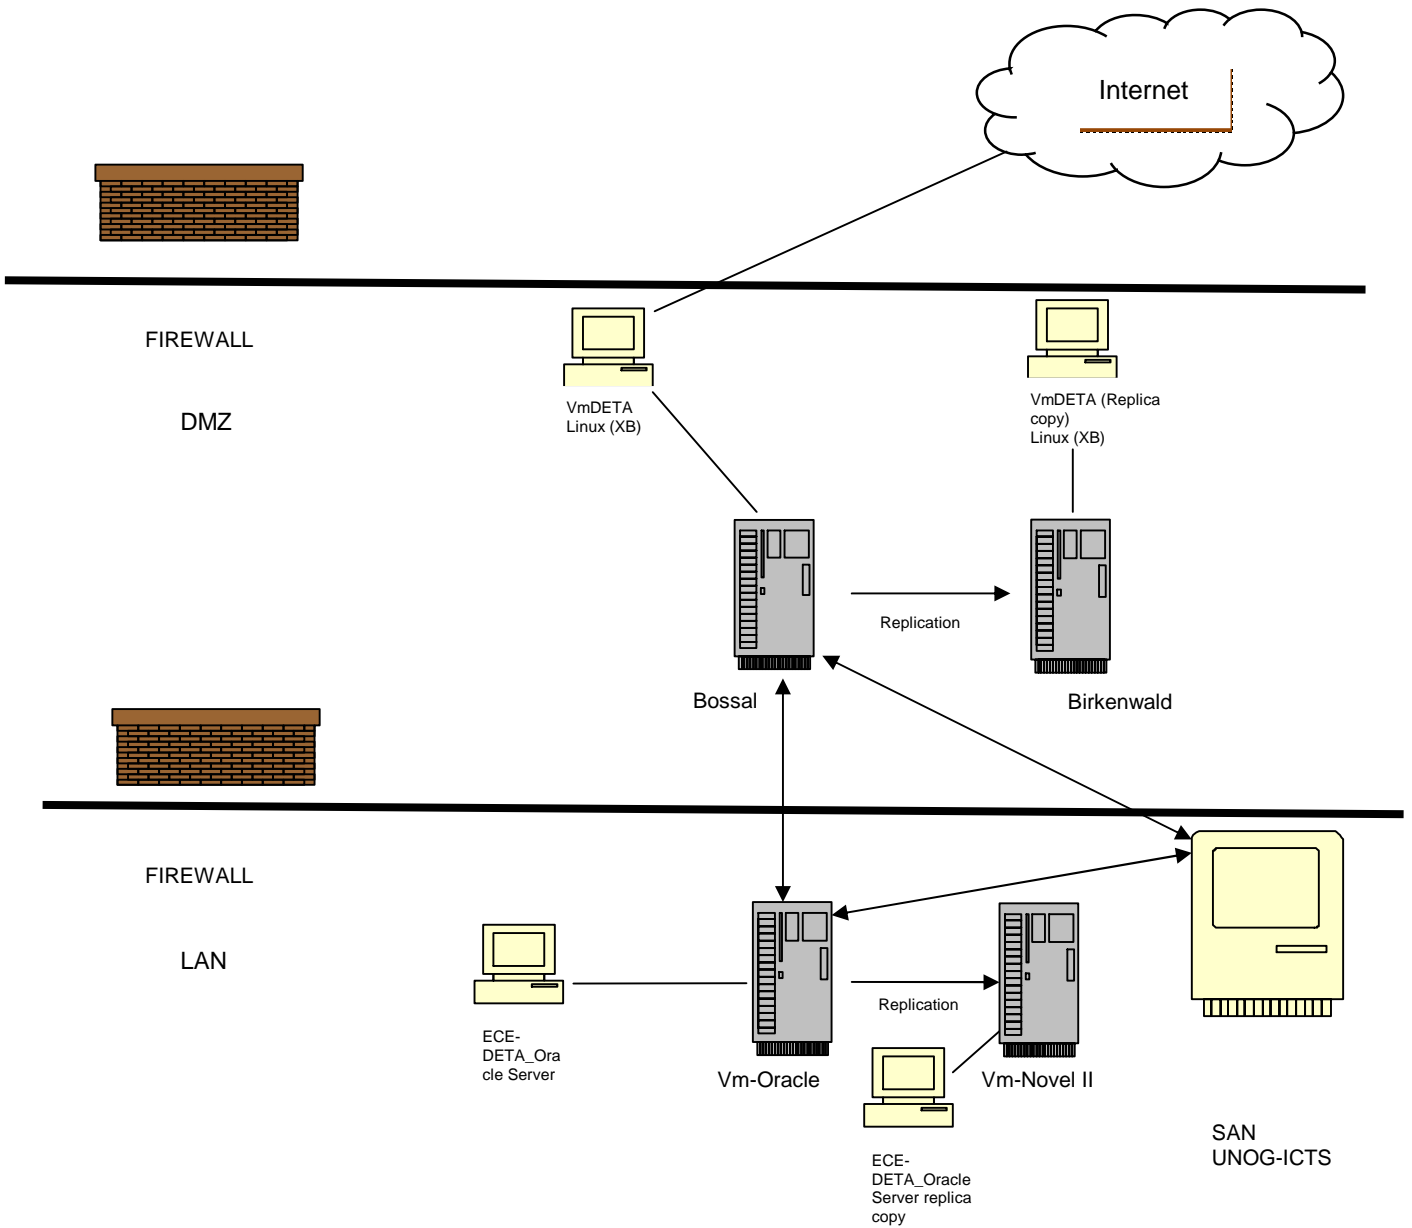 Internet
FIREWALL
DMZ
VmDETA
Linux (XB)
VmDETA (Replica
copy)
Linux (XB)
Replication
Bossal
Birkenwald
FIREWALL
LAN
ECE-
DETA_Ora
cle Server
Replication
Vm-Oracle
Vm-Novel II
ECE-
DETA_Oracle
Server replica
copy
SAN
UNOG-ICTS